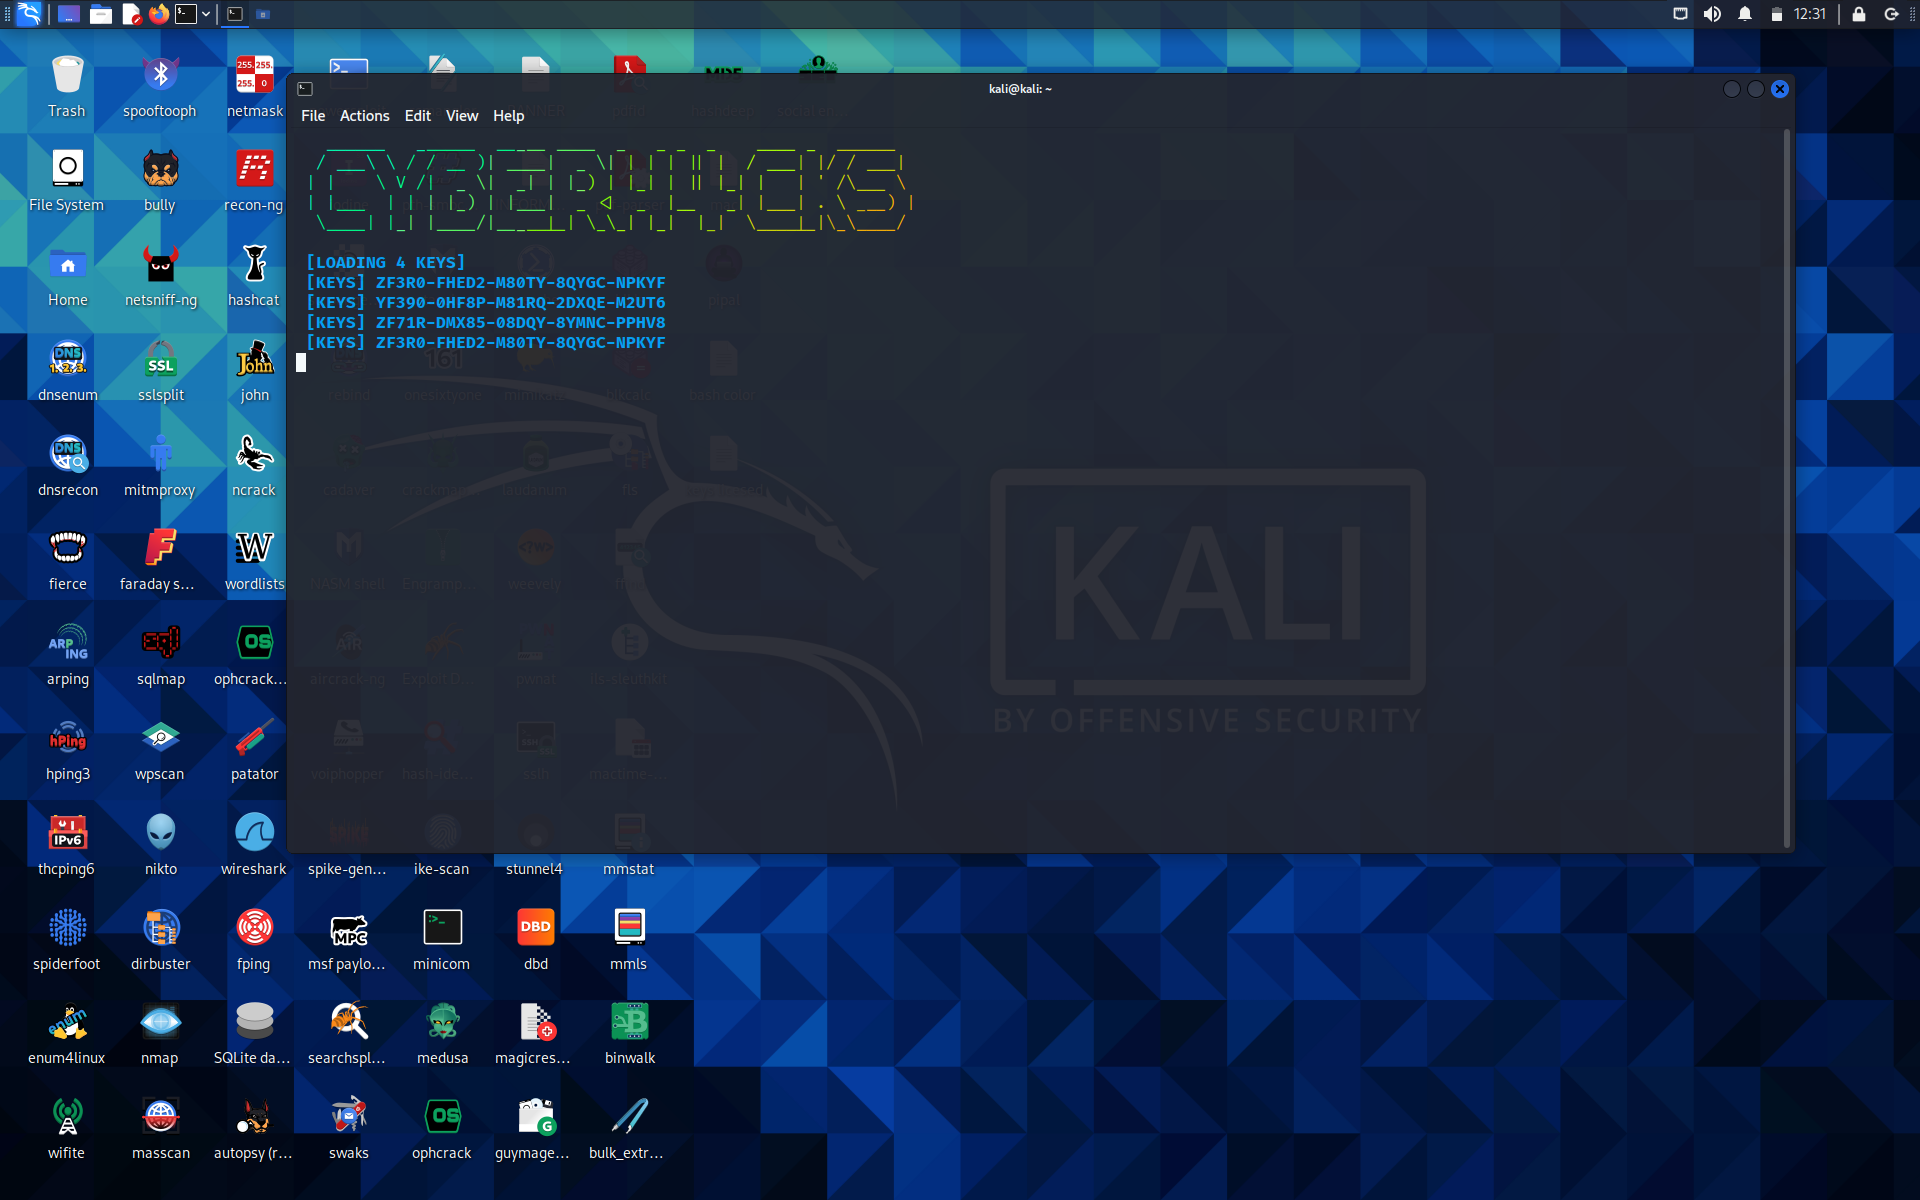 12:31
kali@kali: ~
File Actions Edit View Help
CYBERH4CKS
[LOADING 4 KEYS]
[KEYS] ZF3R0-FHED2-M80TY-8QYGC-NPKYF
[KEYS] YF390-0HF8P-M81RQ-2DXQE-M2UT6
[KEYS] ZF71R-DMX85-08DQY-8YMNC-PPHV8
[KEYS] ZF3R0-FHED2-M80TY-8QYGC-NPKYF
KALI
BY OFFENSIVE SECURITY
Trash spooftooph netmask
File System bully recon-ng
Home netsniff-ng hashcat
dnsenum sslsplit john
dnsrecon mitmproxy ncrack
fierce faraday s... wordlists
arping sqlmap ophcrack...
hping3 wpscan patator
thcping6 nikto wireshark spike-gen... ike-scan stunnel4 mmstat
spiderfoot dirbuster fping msf paylo... minicom dbd mmls
enum4linux nmap SQLite da... searchspl... medusa magicres... binwalk
wifite masscan autopsy (r... swaks ophcrack guymage... bulk_extr...